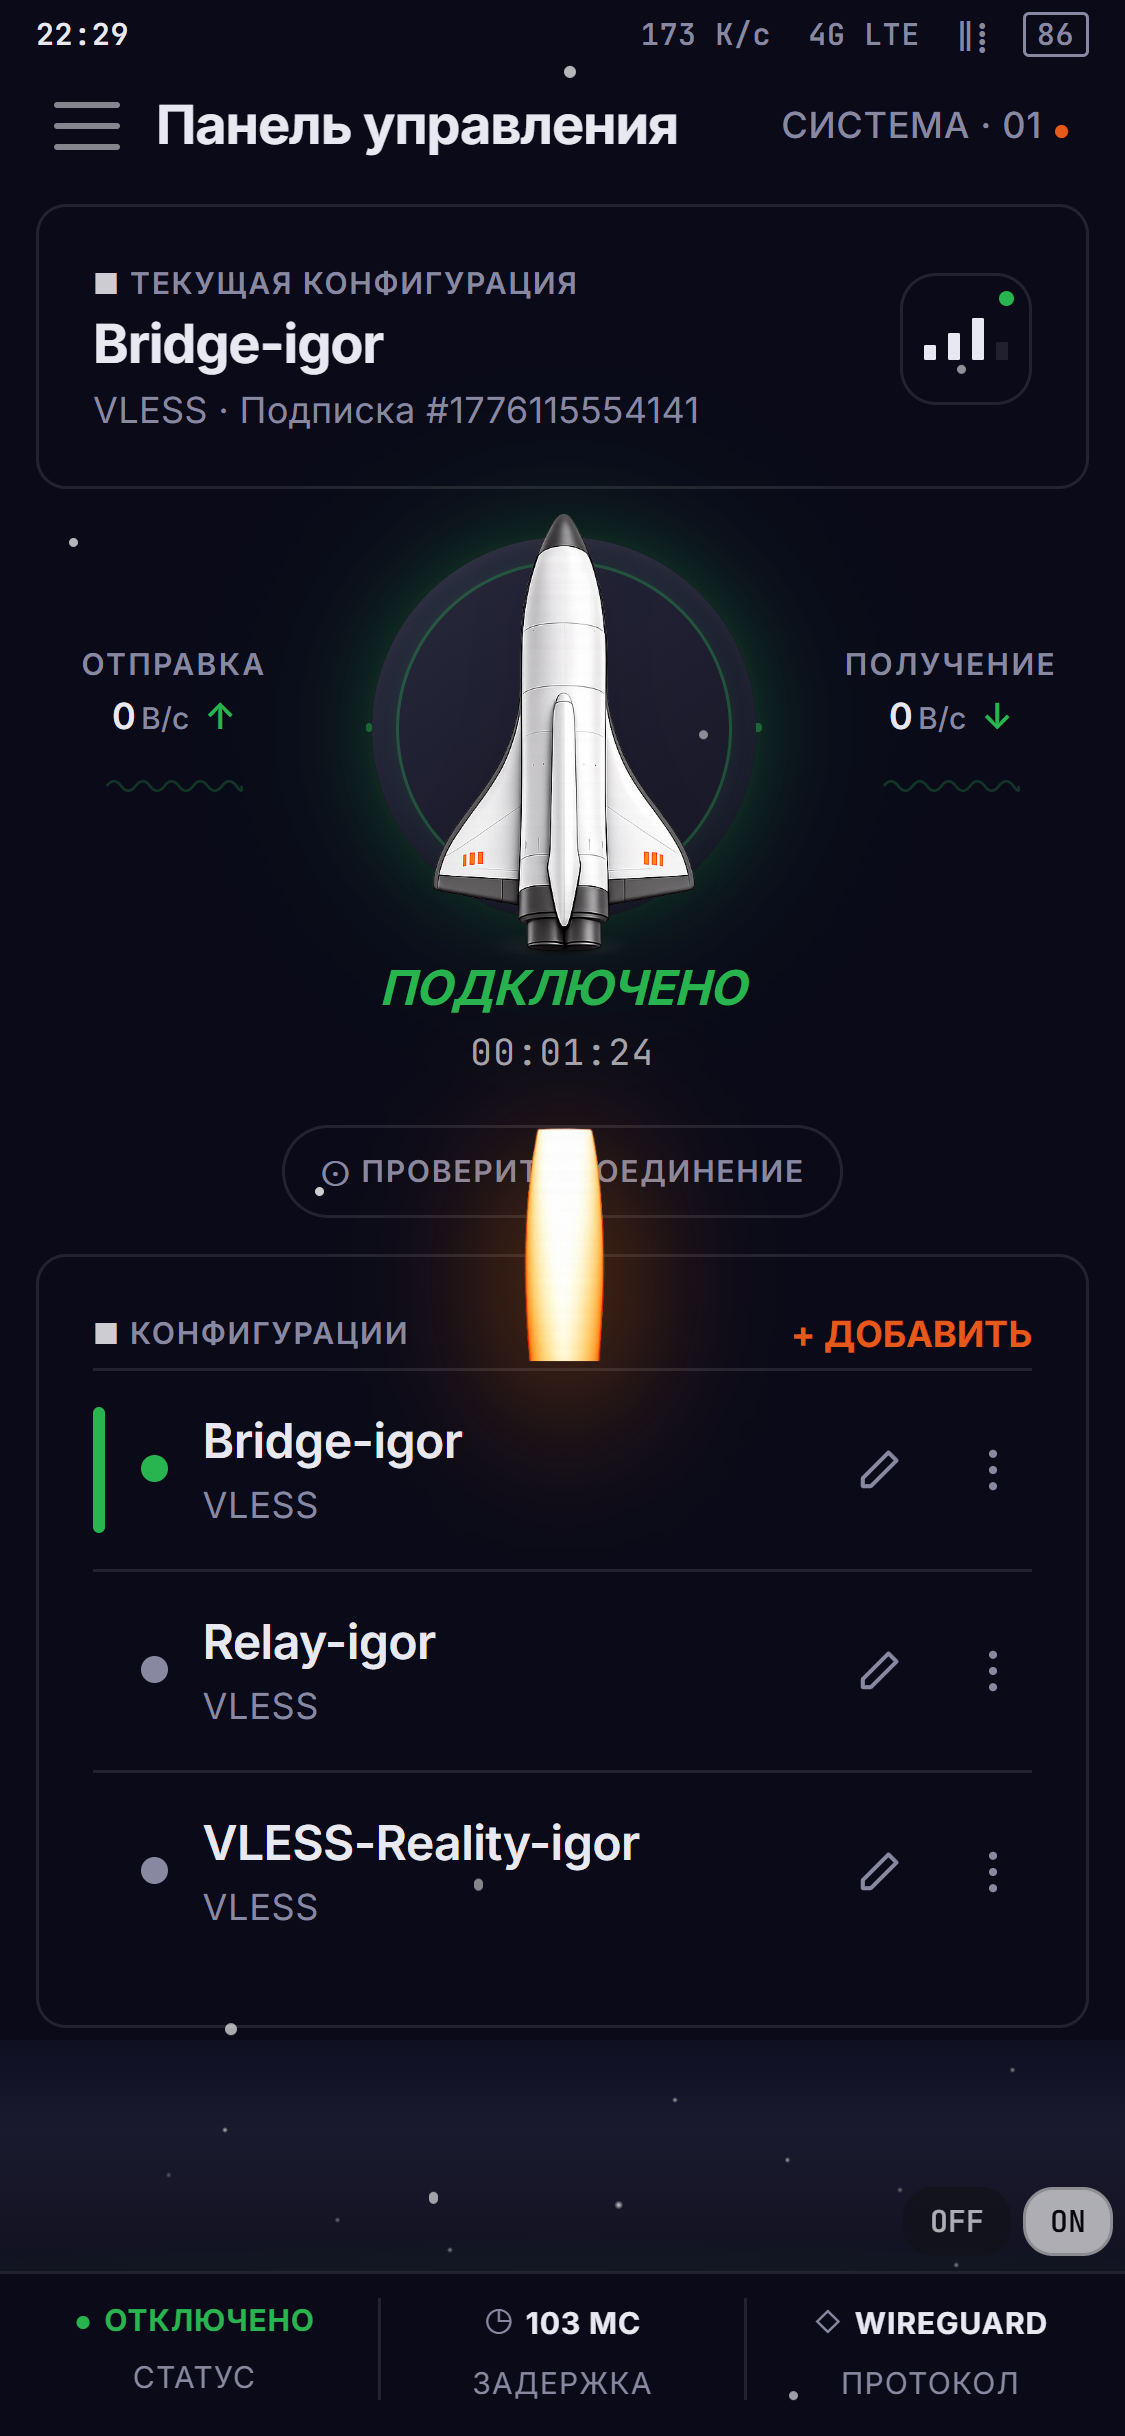 22:29 173 K/c 4G LTE 86
Панель управления СИСТЕМА · 01
ТЕКУЩАЯ КОНФИГУРАЦИЯ
Bridge-igor
VLESS · Подписка #1776115554141
ОТПРАВКА
0 B/c ↑
ПОЛУЧЕНИЕ
0 B/c ↓
ПОДКЛЮЧЕНО
00:01:24
ПРОВЕРИТ ОЕДИНЕНИЕ
КОНФИГУРАЦИИ + ДОБАВИТЬ
Bridge-igor
VLESS
Relay-igor
VLESS
VLESS-Reality-igor
VLESS
OFF ON
ОТКЛЮЧЕНО
СТАТУС
103 МС
ЗАДЕРЖКА
WIREGUARD
ПРОТОКОЛ